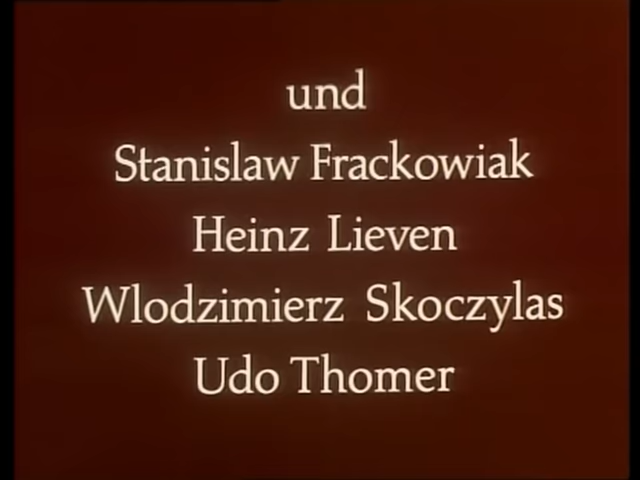 und
Stanislaw Frackowiak
Heinz Lieven
Wlodzimierz Skoczylas
Udo Thomer